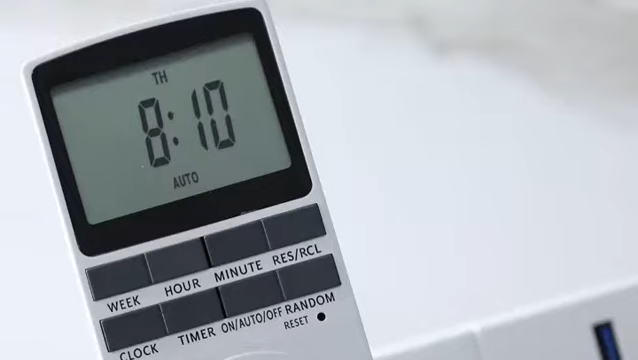 TH
8:10
AUTO
WEEK HOUR MINUTE RES/RCL
CLOCK TIMER ON/AUTO/OFF RANDOM
RESET